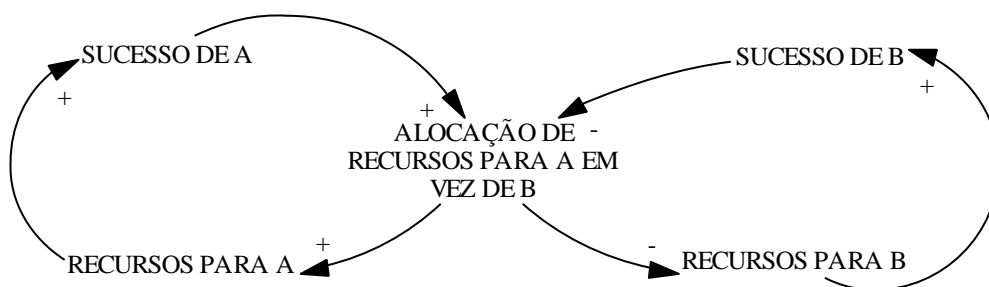 SUCESSO DE A
SUCESSO DE B
+
+
+
ALOCAÇÃO DE -
RECURSOS PARA A EM
VEZ DE B
+
-
RECURSOS PARA A
RECURSOS PARA B